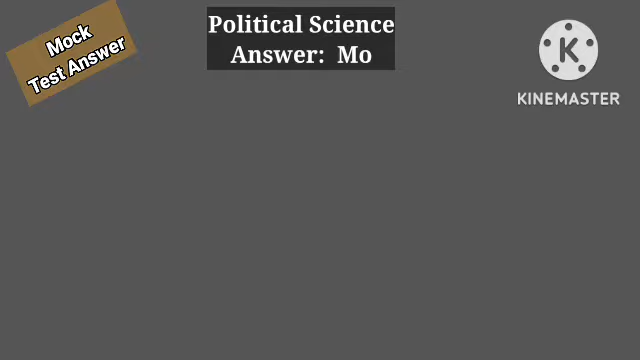 Mock
Test Answer
Political Science
Answer: Mo
KINEMASTER